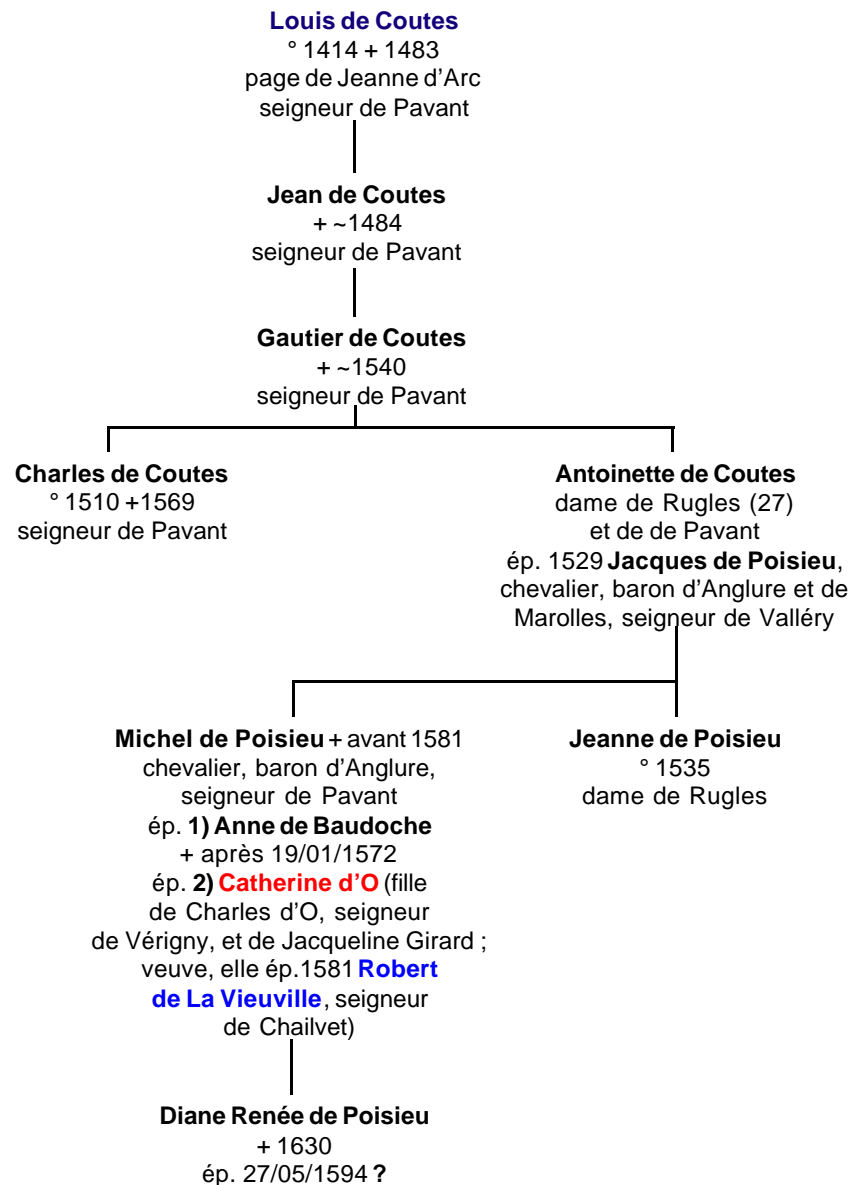 Louis de Coutes
° 1414 + 1483
page de Jeanne d'Arc
seigneur de Pavant
Jean de Coutes
+ ~1484
seigneur de Pavant
Gautier de Coutes
+ ~1540
seigneur de Pavant
Charles de Coutes
° 1510 +1569
seigneur de Pavant
Antoinette de Coutes
dame de Rugles (27)
et de de Pavant
ép. 1529 Jacques de Poisieu,
chevalier, baron d'Anglure et de
Marolles, seigneur de Valléry
Michel de Poisieu + avant 1581
chevalier, baron d'Anglure,
seigneur de Pavant
ép. 1) Anne de Baudoche
+ après 19/01/1572
ép. 2) Catherine d'O (fille
de Charles d'O, seigneur
de Vérigny, et de Jacqueline Girard ;
veuve, elle ép.1581 Robert
de La Vieuville, seigneur
de Chailvet)
Jeanne de Poisieu
° 1535
dame de Rugles
Diane Renée de Poisieu
+ 1630
ép. 27/05/1594 ?